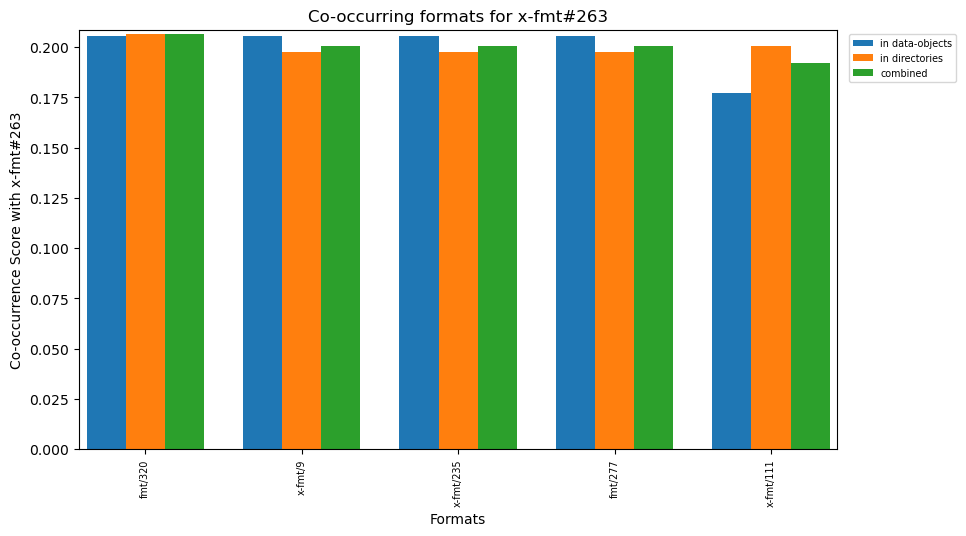 Co-occurring formats for x-fmt#263
in data-objects
in directories
combined
Co-occurrence Score with x-fmt#263
0.200
0.175
0.150
0.125
0.100
0.075
0.050
0.025
0.000
fmt/320
x-fmt/9
x-fmt/235
fmt/277
x-fmt/111
Formats